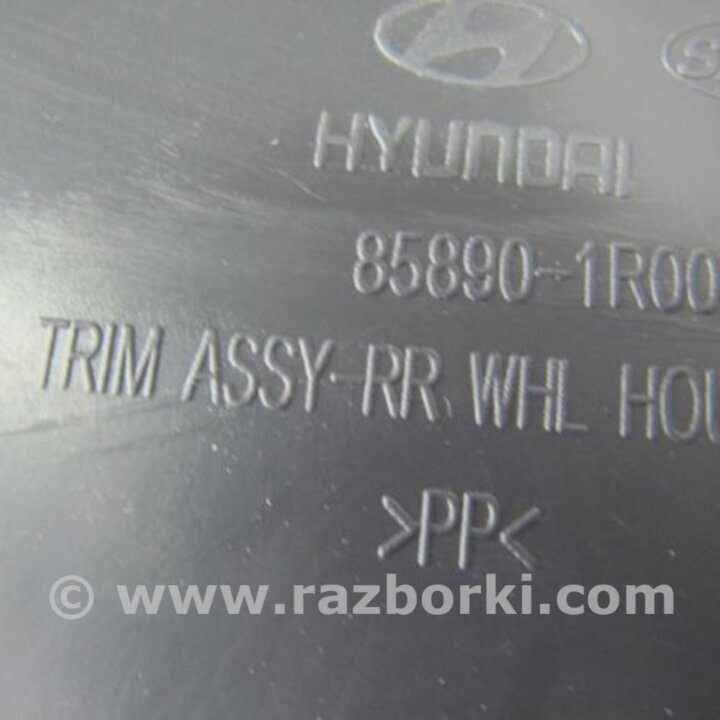 HYUNDAI
85890-1R00
TRIM ASSY-RR WHL HOU
>PP<
© www.razborki.com